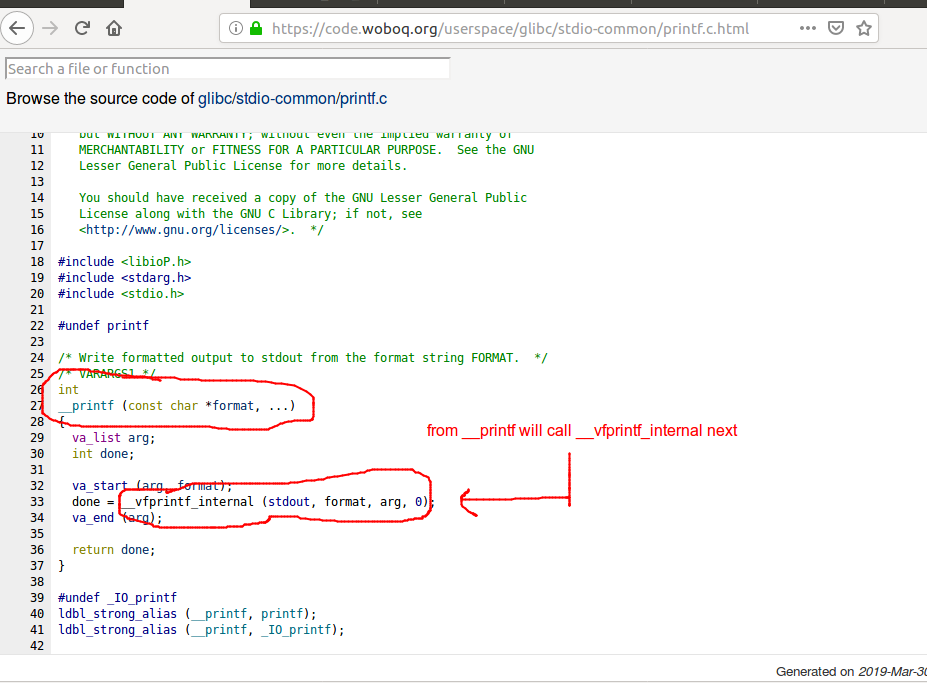 https://code.woboq.org/userspace/glibc/stdio-common/printf.c.html
Search a file or function
Browse the source code of glibc/stdio-common/printf.c
10 but WITHOUT ANY WARRANTY; without even the implied warranty of
11 MERCHANTABILITY or FITNESS FOR A PARTICULAR PURPOSE.  See the GNU
12 Lesser General Public License for more details.
13
14 You should have received a copy of the GNU Lesser General Public
15 License along with the GNU C Library; if not, see
16 <http://www.gnu.org/licenses/>.  */
17
18 #include <libioP.h>
19 #include <stdarg.h>
20 #include <stdio.h>
21
22 #undef printf
23
24 /* Write formatted output to stdout from the format string FORMAT.  */
25 /* VARARGS1 */
26 int
27 __printf (const char *format, ...)
28 {
29 va_list arg;
from __printf will call __vfprintf_internal next
30 int done;
31
32 va_start (arg, format);
33 done = __vfprintf_internal (stdout, format, arg, 0);
34 va_end (arg);
35
36 return done;
37 }
38
39 #undef _IO_printf
40 ldbl_strong_alias (__printf, printf);
41 ldbl_strong_alias (__printf, _IO_printf);
42
Generated on 2019-Mar-30